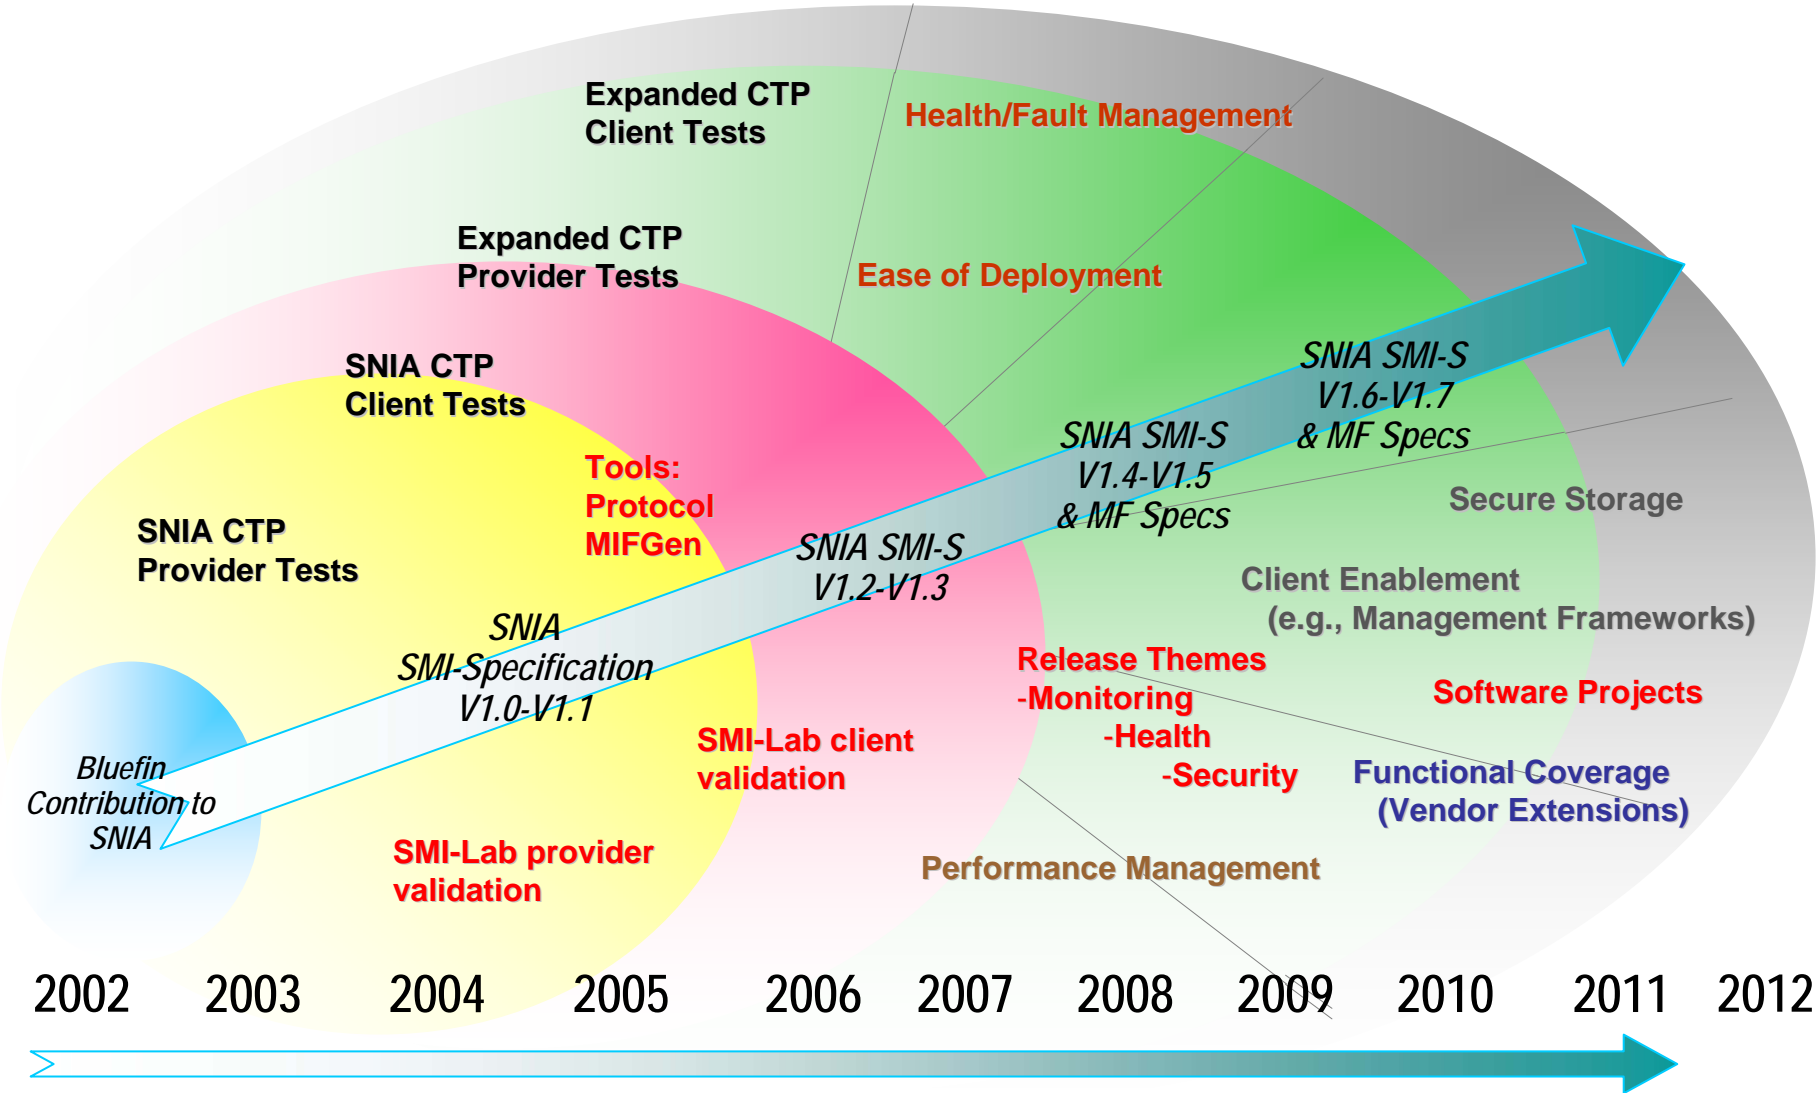 Expanded CTP
Client Tests
Health/Fault Management
Expanded CTP
Provider Tests
Ease of Deployment
SNIA CTP
Client Tests
SNIA SMI-S
V1.6-V1.7
& MF Specs
SNIA SMI-S
V1.4-V1.5
& MF Specs
Tools:
Protocol
MIFGen
Secure Storage
SNIA CTP
Provider Tests
SNIA SMI-S
V1.2-V1.3
Client Enablement
(e.g., Management Frameworks)
SNIA
SMI-Specification
V1.0-V1.1
Release Themes
-Monitoring
-Health
-Security
Software Projects
SMI-Lab client
validation
Functional Coverage
(Vendor Extensions)
Bluefin
Contribution to
SNIA
SMI-Lab provider
validation
Performance Management
2002 2003 2004 2005 2006 2007 2008 2009 2010 2011 2012